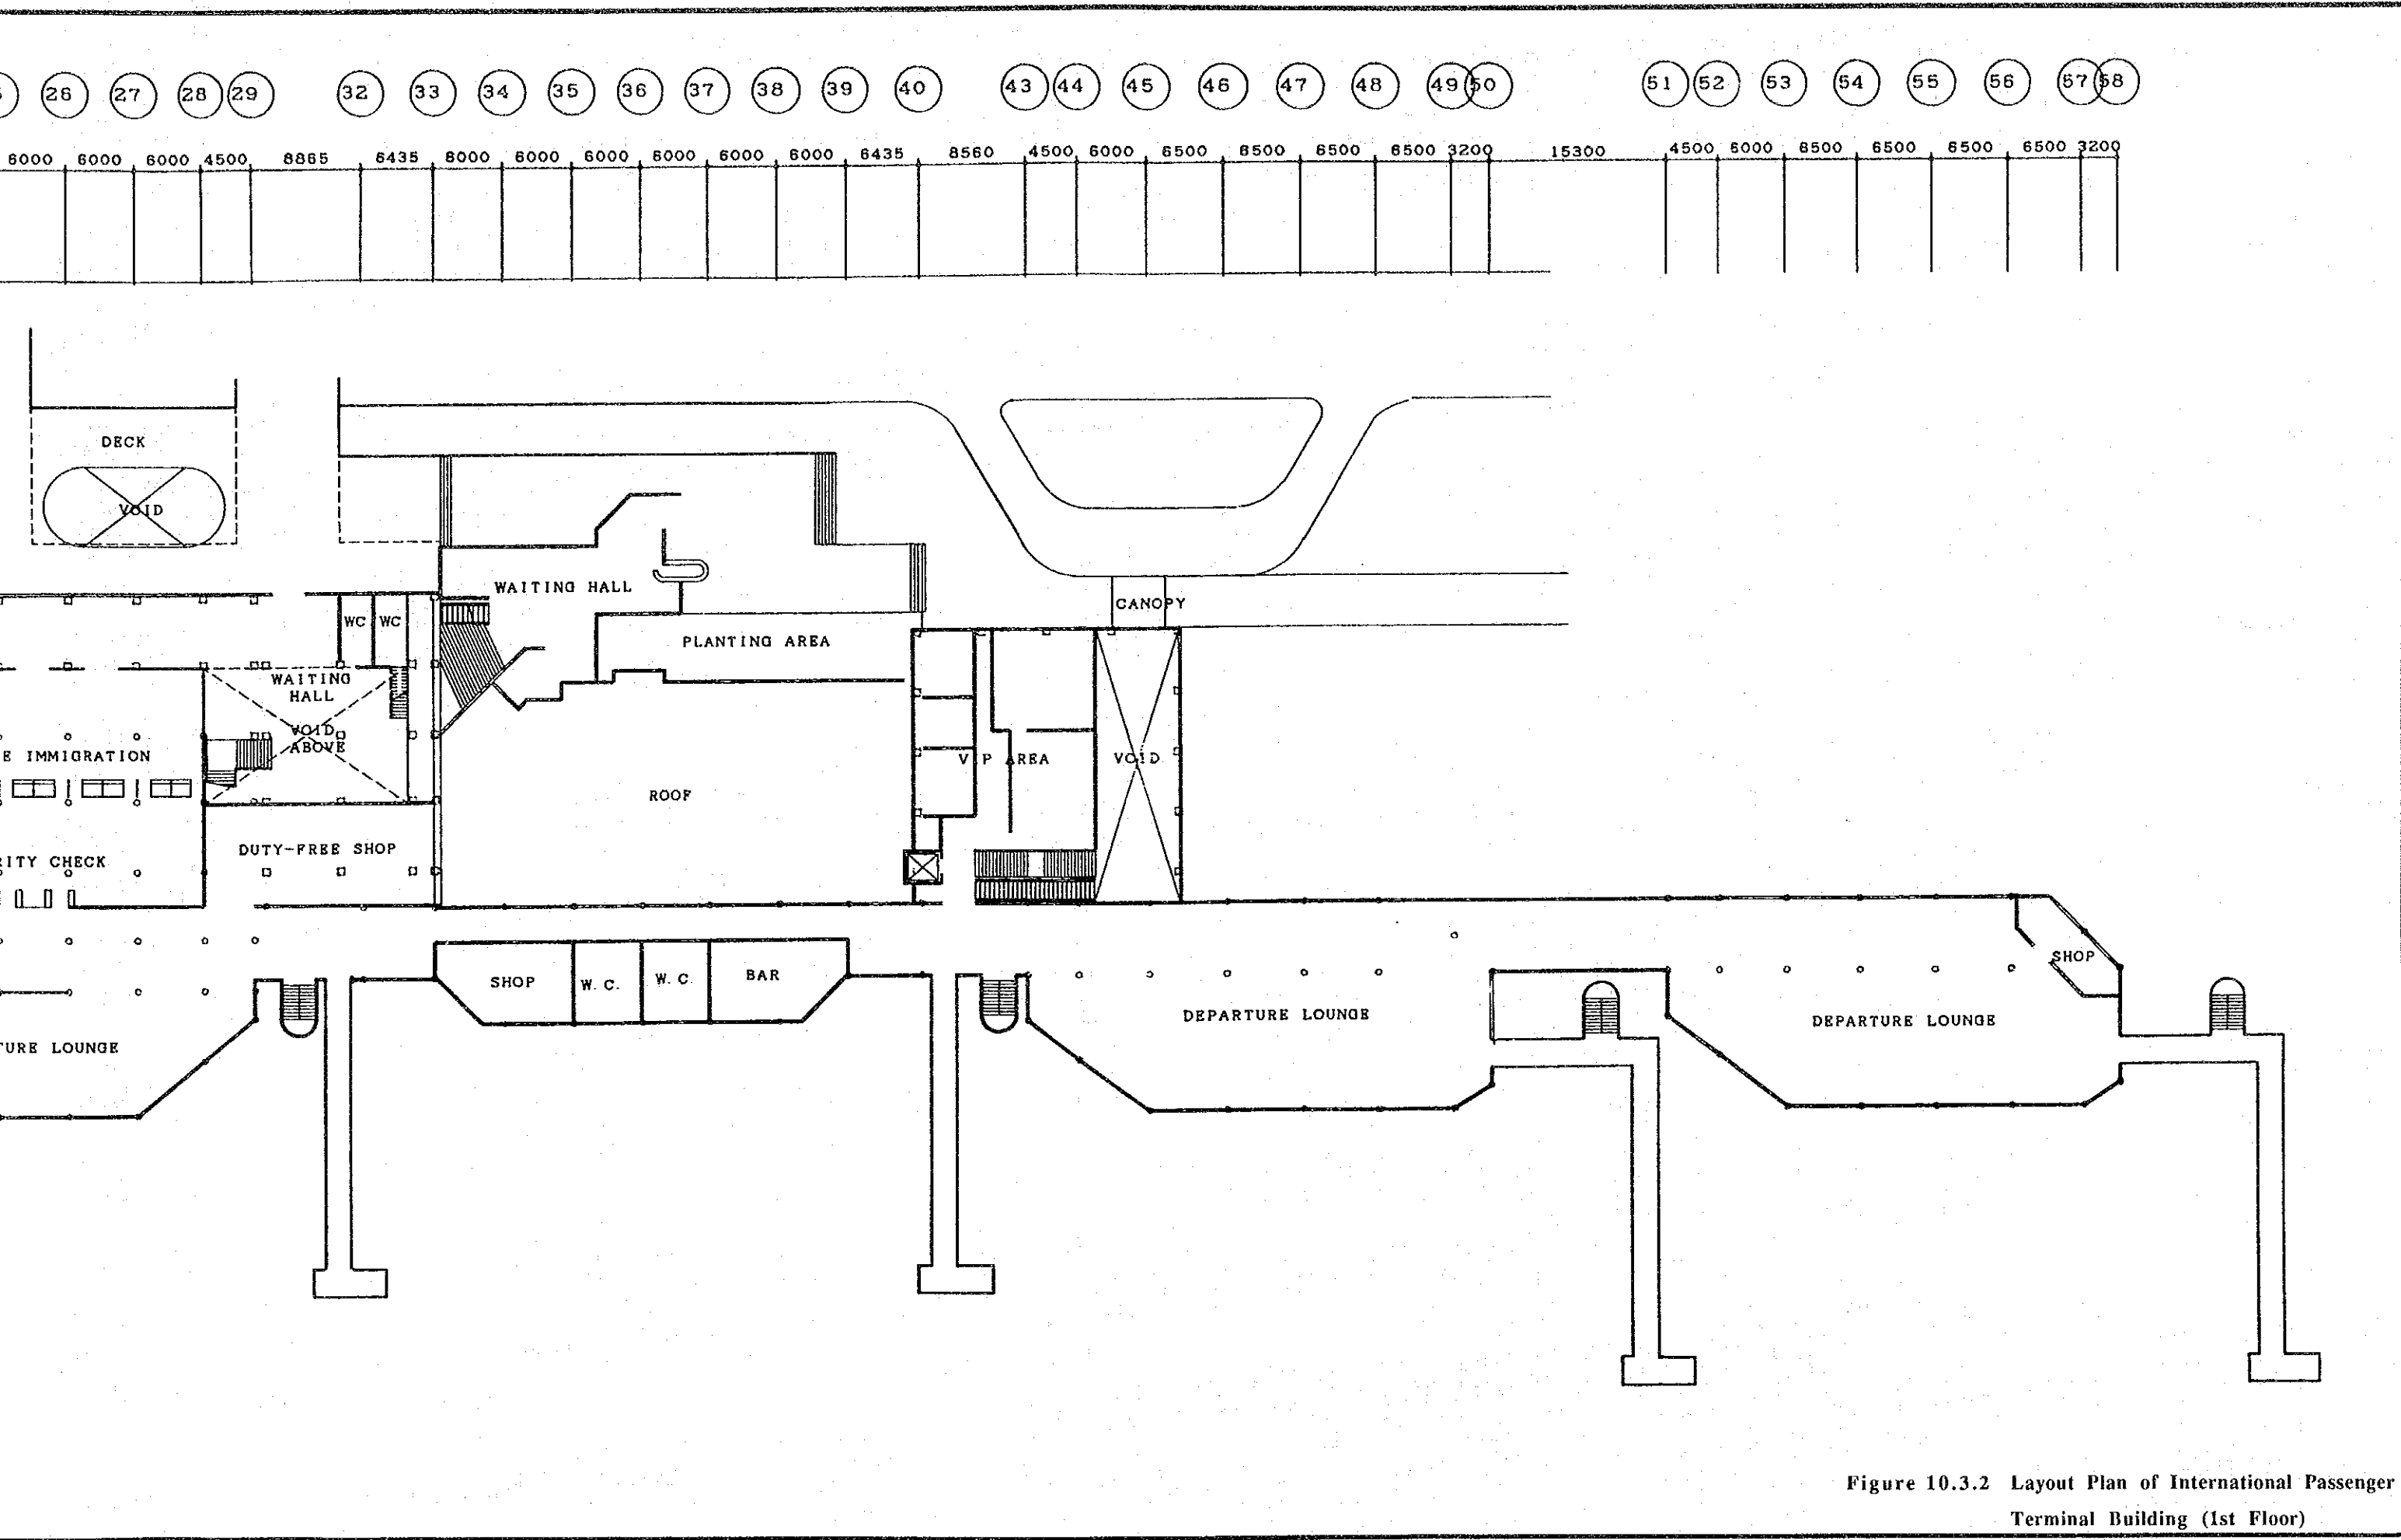 26 27 28 29 32 33 34 35 36 37 38 39 40 43 44 45 46 47 48 49 50 51 52 53 54 55 56 57 58
6000 6000 6000 4500 8865 6435 6000 6000 6000 6000 6000 6000 6435 8560 4500 6000 6500 6500 6500 6500 3200 15300 4500 6000 6500 6500 6500 6500 3200
DECK
VOID
WAITING HALL
CANOPY
WC WC
PLANTING AREA
WAITING
HALL
VOID
ABOVE
E IMMIGRATION
VIP AREA
VOID
ROOF
DUTY-FREE SHOP
RITY CHECK
SHOP
W.C.
W.C.
BAR
SHOP
DEPARTURE LOUNGE
DEPARTURE LOUNGE
TURE LOUNGE
Figure 10.3.2 Layout Plan of International Passenger
Terminal Building (1st Floor)